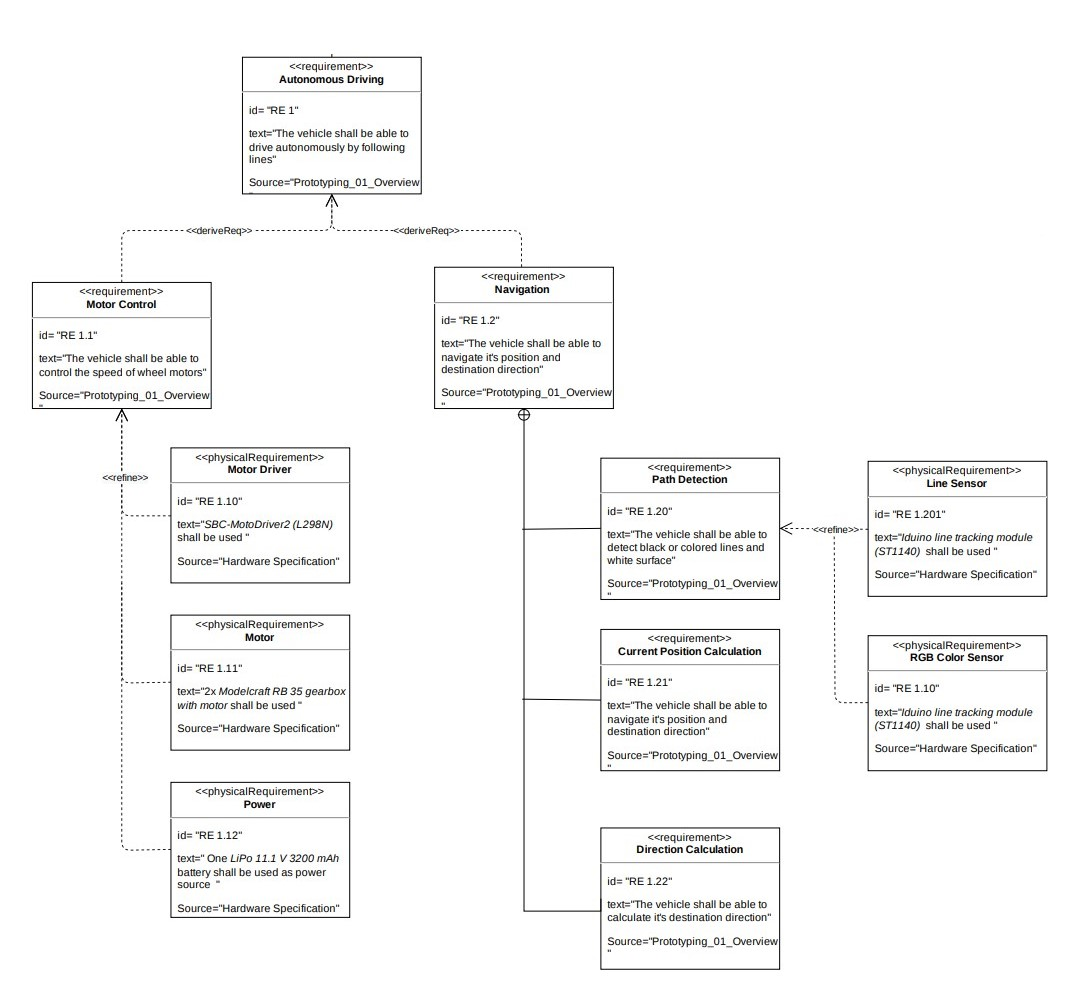 <<requirement>>
Autonomous Driving
id= "RE 1"
text="The vehicle shall be able to
drive autonomously by following
lines"
Source="Prototyping_01_Overview
"
<<deriveReq>>
<<deriveReq>>
<<requirement>>
Motor Control
id= "RE 1.1"
text="The vehicle shall be able to
control the speed of wheel motors"
Source="Prototyping_01_Overview
"
<<requirement>>
Navigation
id= "RE 1.2"
text="The vehicle shall be able to
navigate it's position and
destination direction"
Source="Prototyping_01_Overview
"
<<refine>>
<<physicalRequirement>>
Motor Driver
id= "RE 1.10"
text="SBC-MotoDriver2 (L298N)
shall be used "
Source="Hardware Specification"
<<physicalRequirement>>
Motor
id= "RE 1.11"
text="2x Modelcraft RB 35 gearbox
with motor shall be used "
Source="Hardware Specification"
<<physicalRequirement>>
Power
id= "RE 1.12"
text=" One LiPo 11.1 V 3200 mAh
battery shall be used as power
source "
Source="Hardware Specification"
<<requirement>>
Path Detection
id= "RE 1.20"
text="The vehicle shall be able to
detect black or colored lines and
white surface"
Source="Prototyping_01_Overview
"
<<refine>>
<<physicalRequirement>>
Line Sensor
id= "RE 1.201"
text="Iduino line tracking module
(ST1140) shall be used "
Source="Hardware Specification"
<<requirement>>
Current Position Calculation
id= "RE 1.21"
text="The vehicle shall be able to
navigate it's position and
destination direction"
Source="Prototyping_01_Overview
"
<<physicalRequirement>>
RGB Color Sensor
id= "RE 1.10"
text="Iduino line tracking module
(ST1140) shall be used "
Source="Hardware Specification"
<<requirement>>
Direction Calculation
id= "RE 1.22"
text="The vehicle shall be able to
calculate it's destination direction"
Source="Prototyping_01_Overview
"